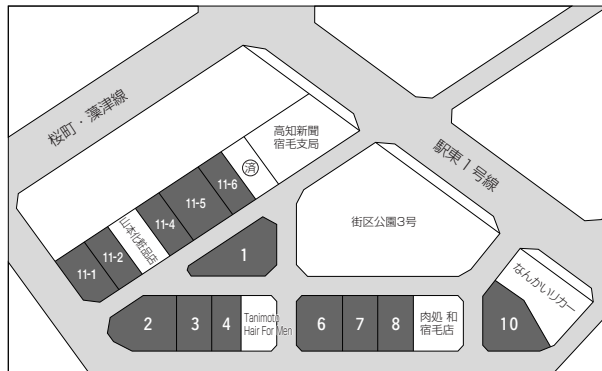 桜町・藻津線
高知新聞
宿毛支局
駅東1号線
済
11-6
11-5
11-4
山本化粧品店
11-2
11-1
街区公園3号
1
なんかいリカー
2
3
4
Tanimoto
Hair For Men
6
7
8
肉処 和
宿毛店
10